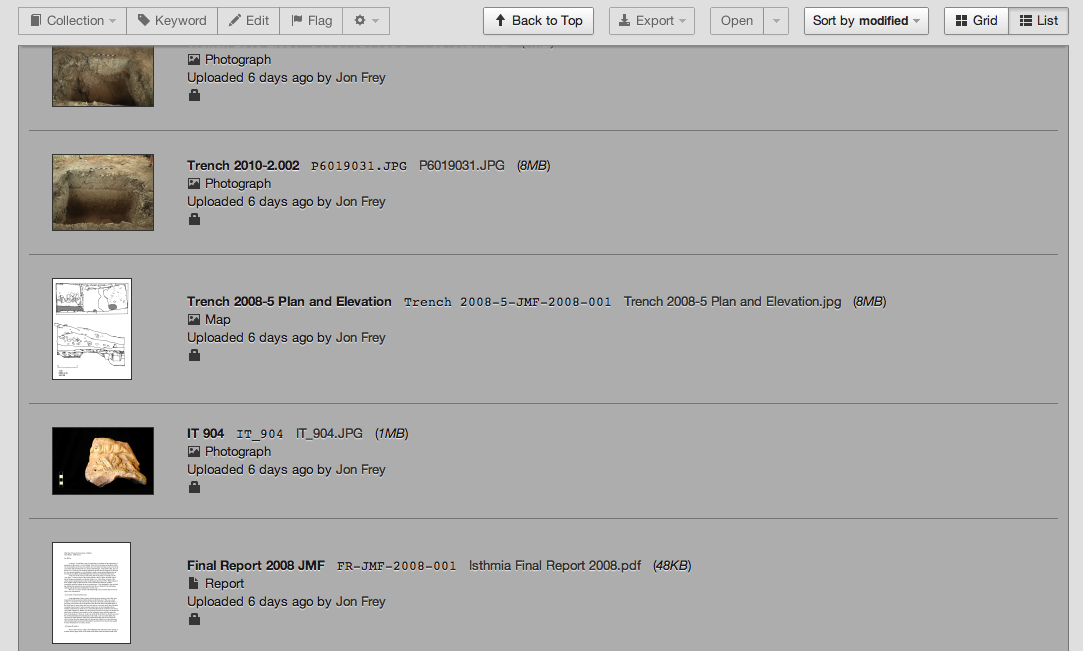 Collection Keyword Edit Flag Back to Top Export Open Sort by modified Grid List
Photograph
Uploaded 6 days ago by Jon Frey
Trench 2010-2.002 P6019031.JPG P6019031.JPG (8MB)
Photograph
Uploaded 6 days ago by Jon Frey
Trench 2008-5 Plan and Elevation Trench 2008-5-JMF-2008-001 Trench 2008-5 Plan and Elevation.jpg (8MB)
Map
Uploaded 6 days ago by Jon Frey
IT 904 IT_904 IT_904.JPG (1MB)
Photograph
Uploaded 6 days ago by Jon Frey
Final Report 2008 JMF FR-JMF-2008-001 Isthmia Final Report 2008.pdf (48KB)
Report
Uploaded 6 days ago by Jon Frey